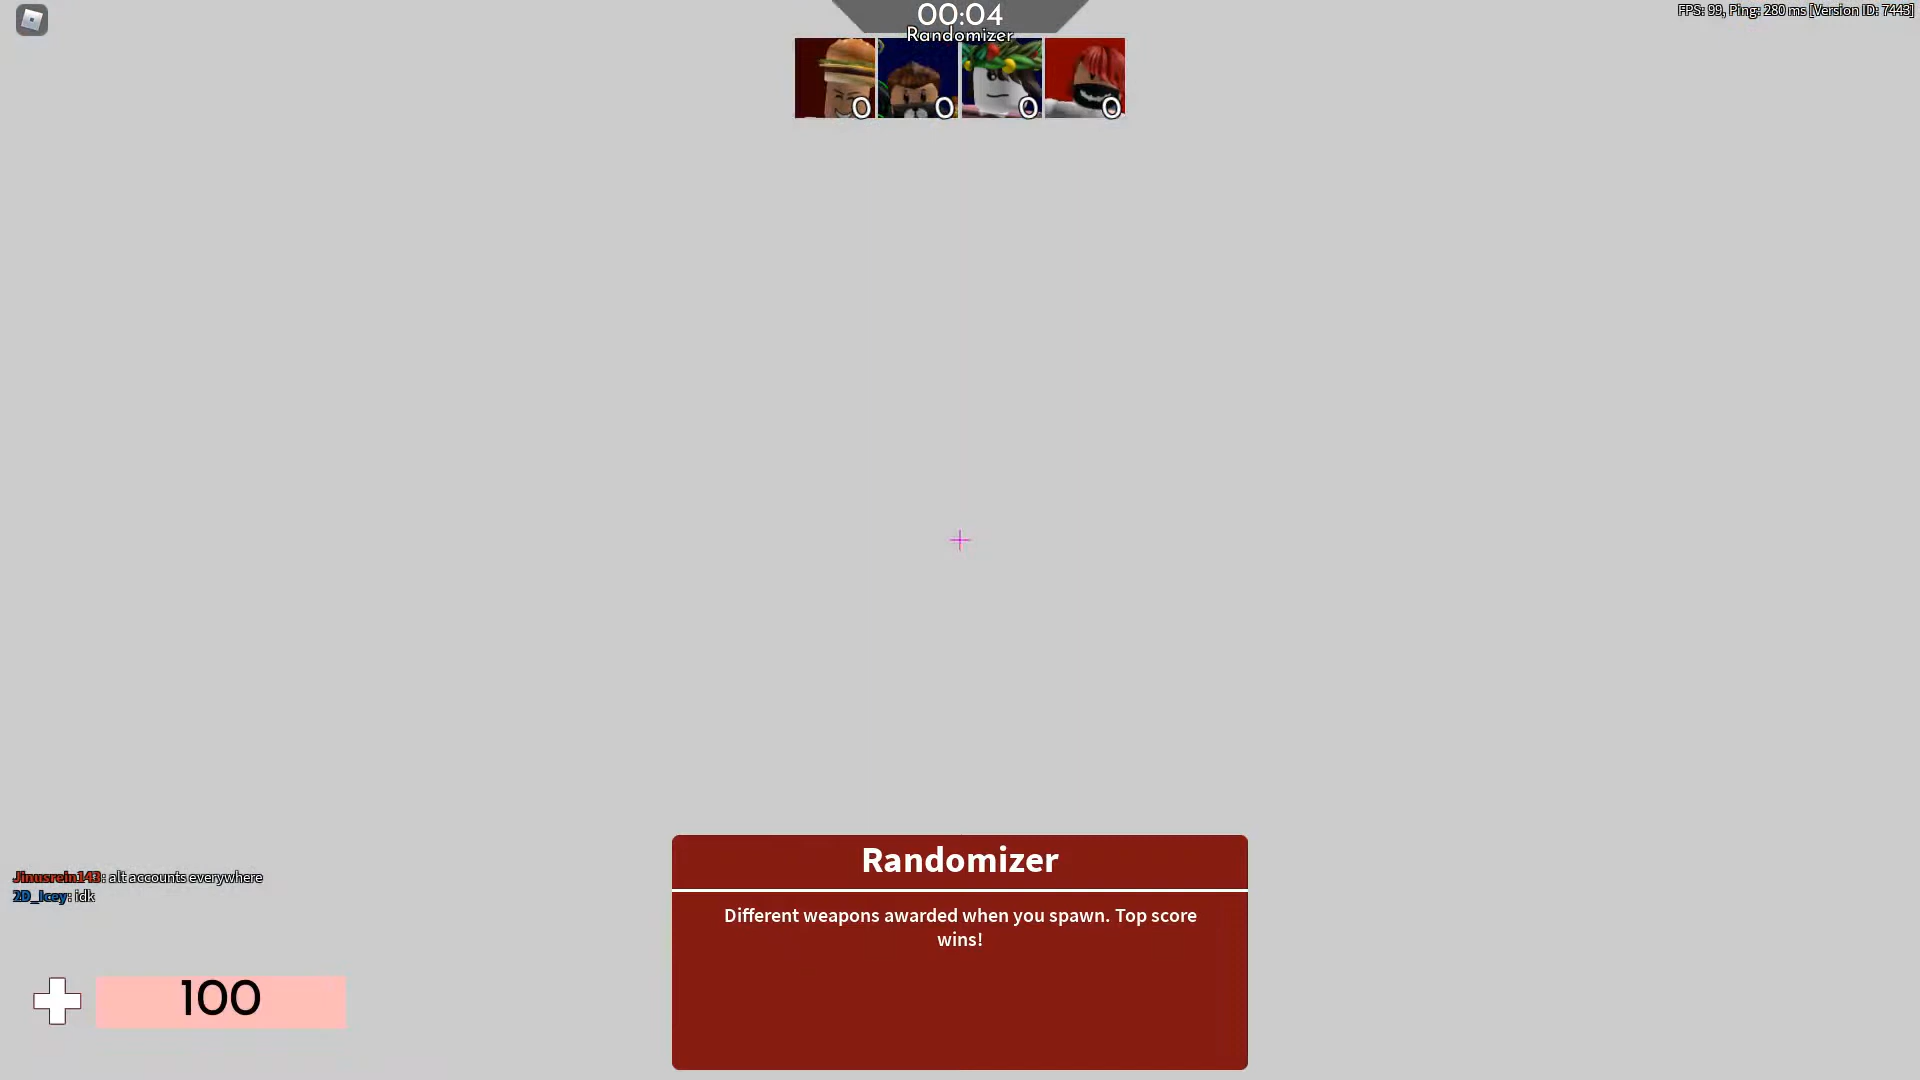 00:04
Randomizer
FPS: 99, Ping: 280 ms [Version ID: 7443]
0 0 0 0
Jinusrein143: alt accounts everywhere
2D_Icey: idk
100
Randomizer
Different weapons awarded when you spawn. Top score
wins!